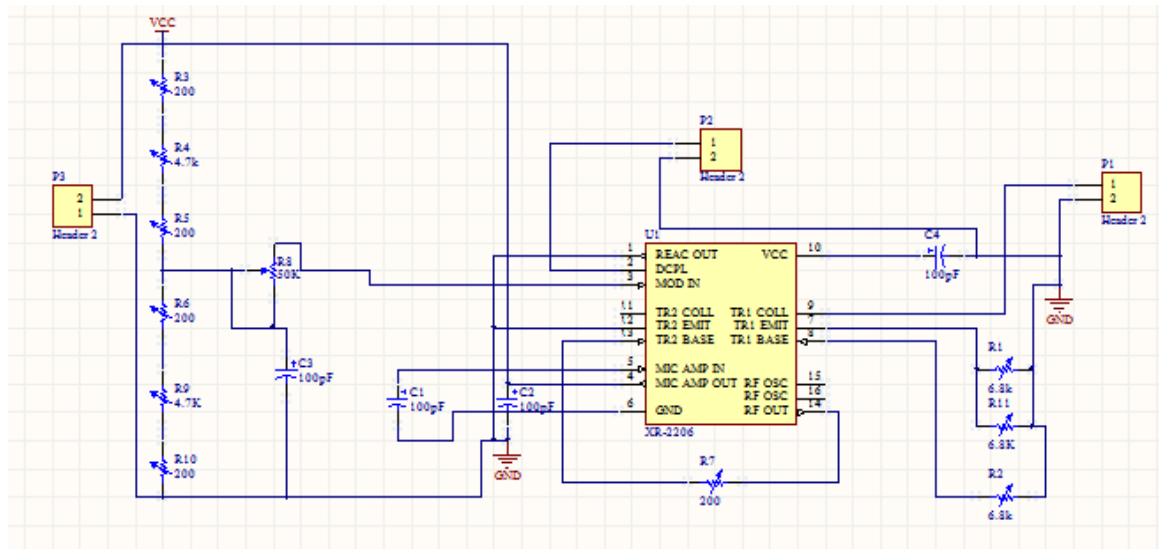 VCC
R3
200
R4
4.7k
R5
200
P3
2
1
Header 2
R8
50K
R6
200
C3
100pF
R9
4.7K
R10
200
C1
100pF
C2
100pF
GND
P2
1
2
Header 2
P1
1
2
Header 2
U1
1 REAC OUT VCC 10
2 DCPL
3 MOD IN
11 TR2 COLL TR1 COLL 9
12 TR2 EMIT TR1 EMIT 7
13 TR2 BASE TR1 BASE 8
5 MIC AMP IN
4 MIC AMP OUT RF OSC 15
RF OSC 16
6 GND RF OUT 14
XR-2206
C4
100pF
GND
R1
6.8k
R11
6.8K
R2
6.8k
R7
200